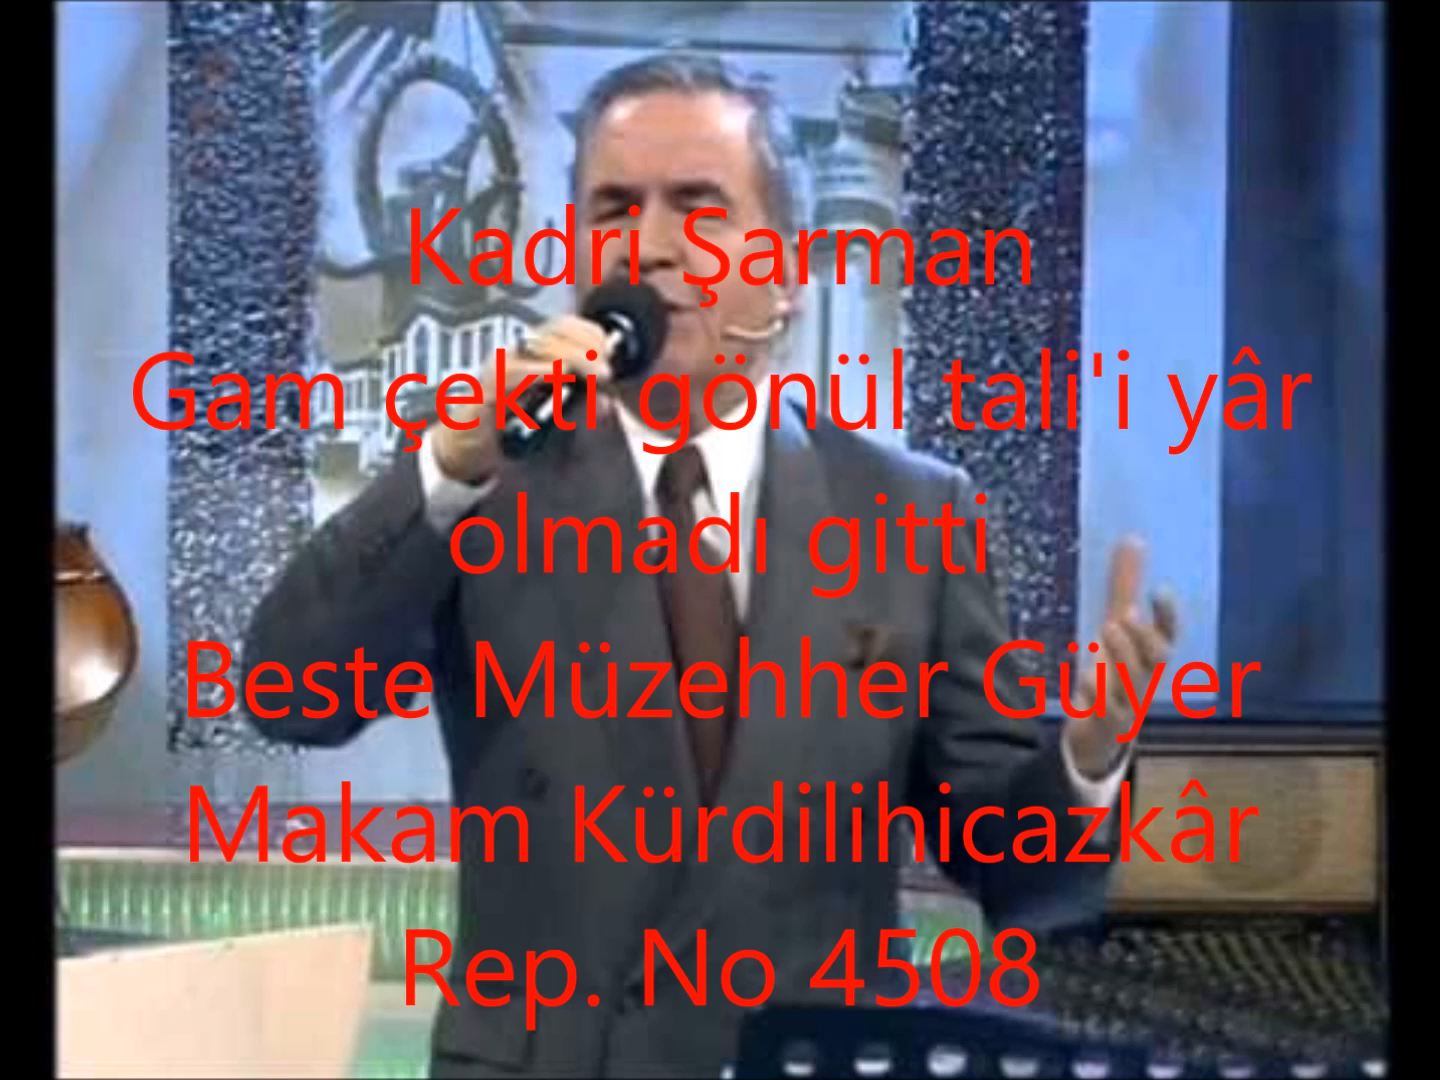 Kadri Şarman
Gam çekti gönül tali'i yâr
olmadı gitti
Beste Müzehher Güyer
Makam Kürdilihicazkâr
Rep. No 4508